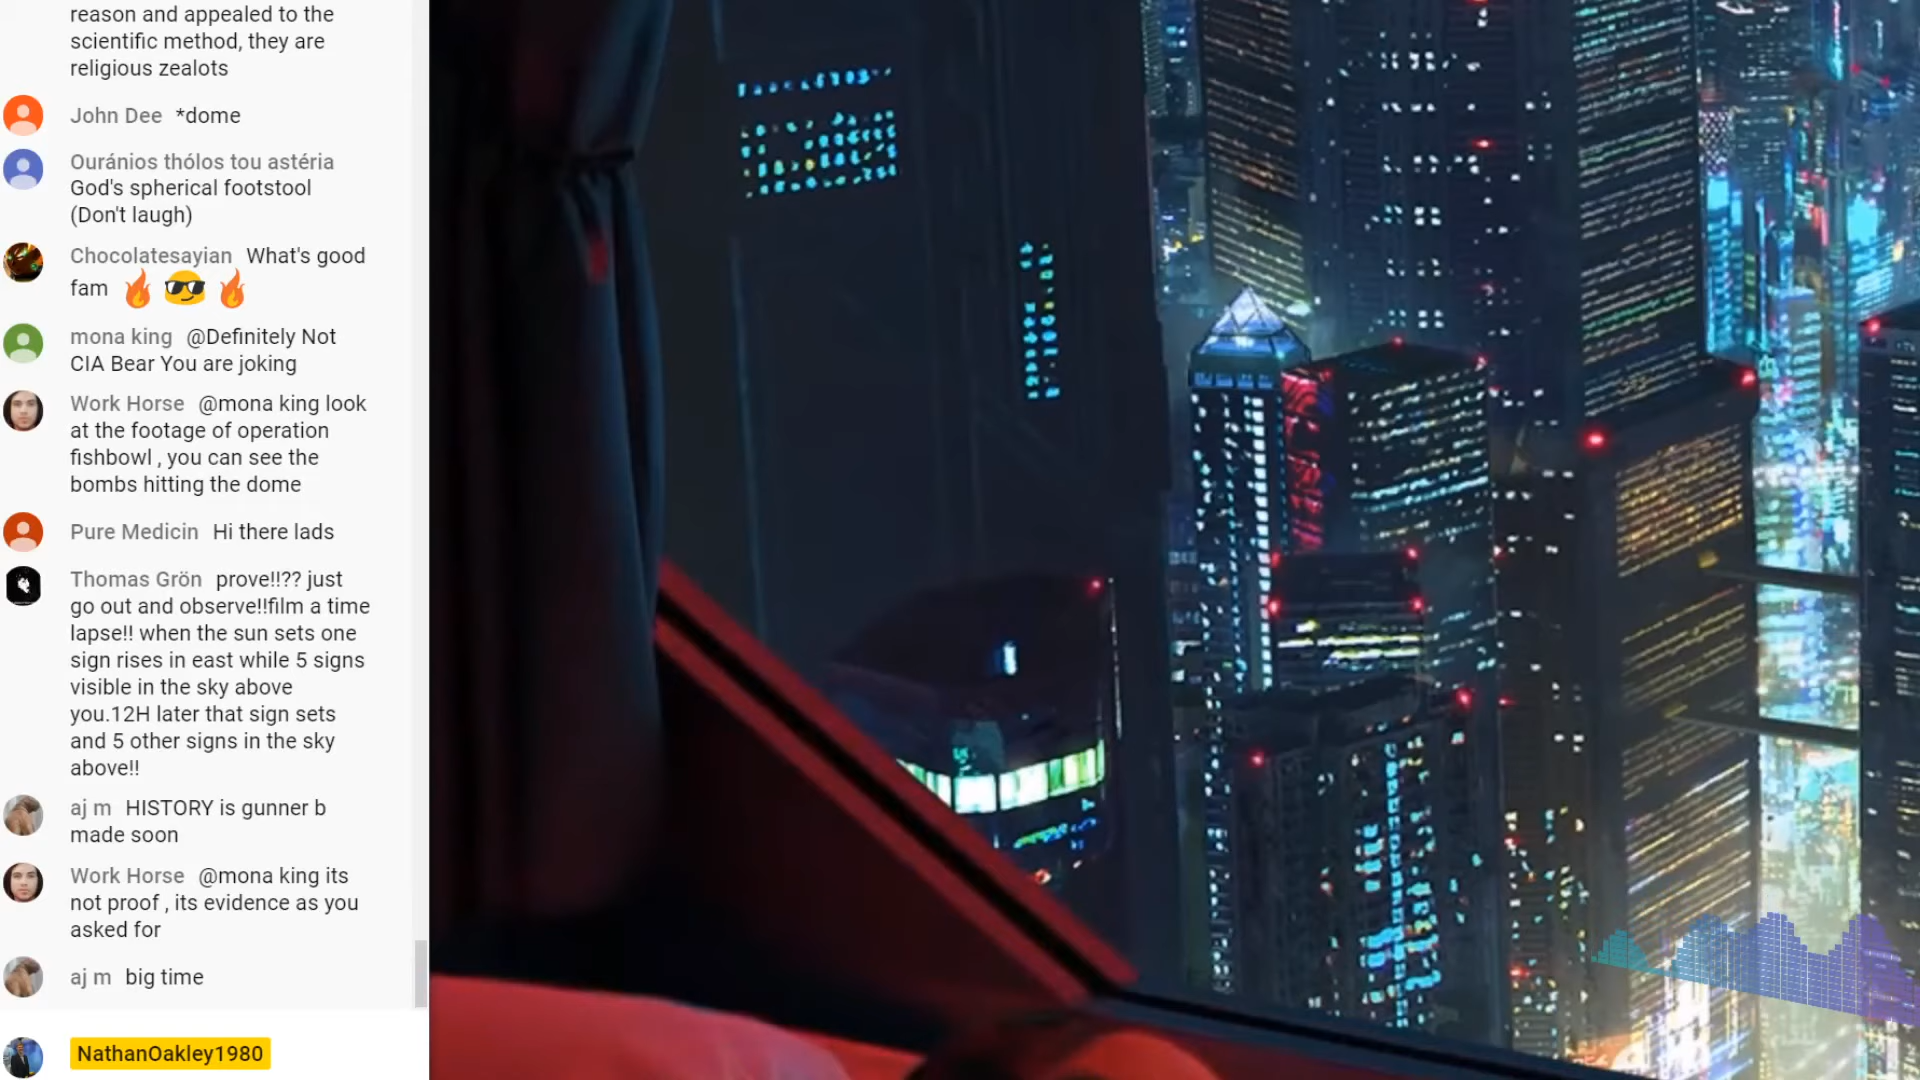 reason and appealed to the
scientific method, they are
religious zealots
John Dee *dome
Ouránios thólos tou astéria
God's spherical footstool
(Don't laugh)
Chocolatesayian What's good
fam 🔥 😎 🔥
mona king @Definitely Not
CIA Bear You are joking
Work Horse @mona king look
at the footage of operation
fishbowl , you can see the
bombs hitting the dome
Pure Medicin Hi there lads
Thomas Grön prove!!?? just
go out and observe!!film a time
lapse!! when the sun sets one
sign rises in east while 5 signs
visible in the sky above
you.12H later that sign sets
and 5 other signs in the sky
above!!
aj m HISTORY is gunner b
made soon
Work Horse @mona king its
not proof , its evidence as you
asked for
aj m big time
NathanOakley1980